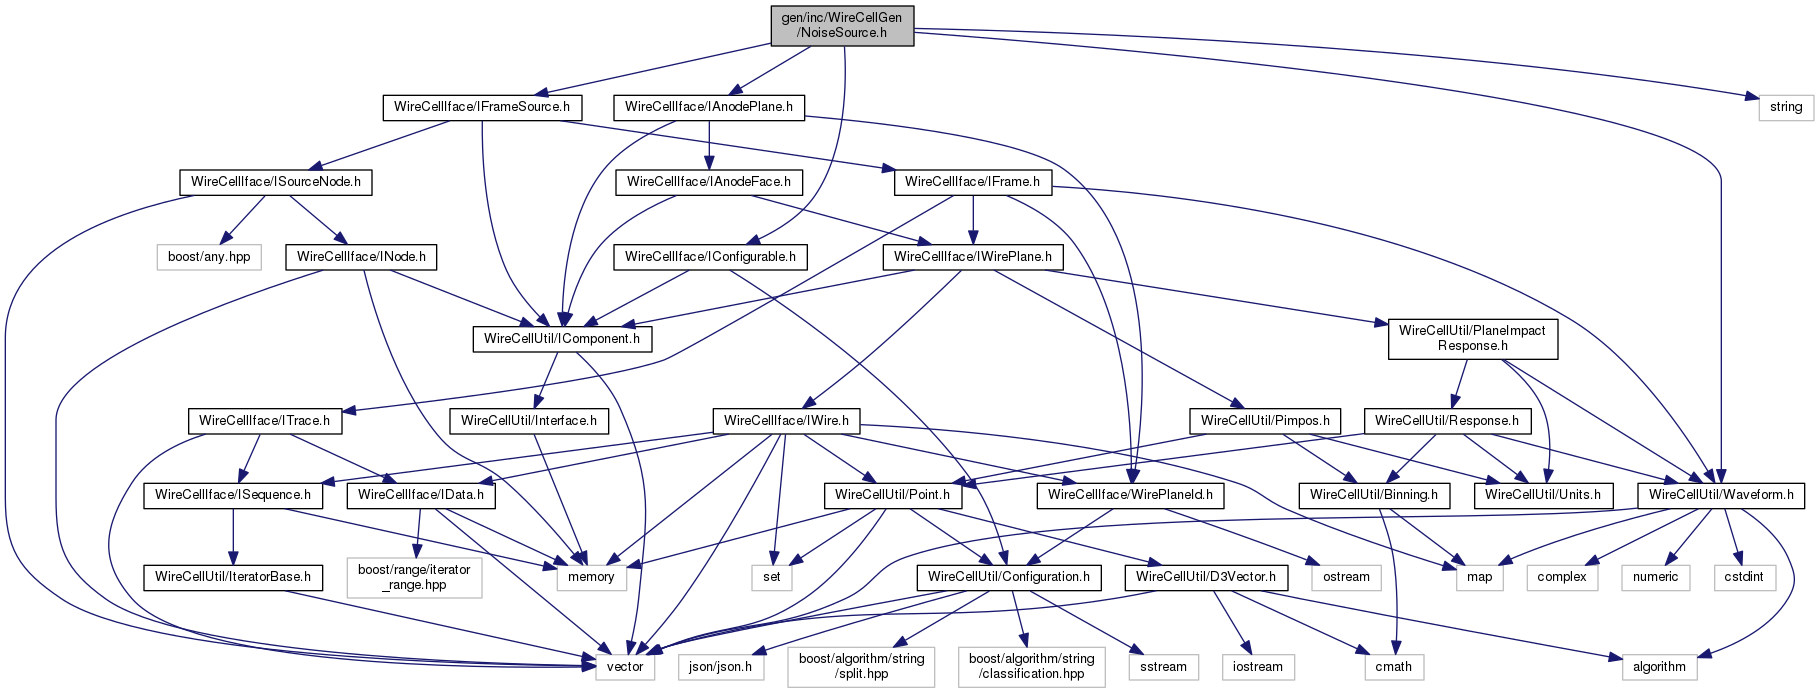 gen/inc/WireCellGen
/NoiseSource.h
WireCellIface/IFrameSource.h
WireCellIface/IAnodePlane.h
string
WireCellIface/ISourceNode.h
WireCellIface/IAnodeFace.h
WireCellIface/IFrame.h
boost/any.hpp
WireCellIface/INode.h
WireCellIface/IConfigurable.h
WireCellIface/IWirePlane.h
WireCellUtil/IComponent.h
WireCellUtil/PlaneImpact
Response.h
WireCellIface/ITrace.h
WireCellUtil/Interface.h
WireCellIface/IWire.h
WireCellUtil/Pimpos.h
WireCellUtil/Response.h
WireCellIface/ISequence.h
WireCellIface/IData.h
WireCellUtil/Point.h
WireCellIface/WirePlaneId.h
WireCellUtil/Binning.h
WireCellUtil/Units.h
WireCellUtil/Waveform.h
WireCellUtil/IteratorBase.h
boost/range/iterator
_range.hpp
memory
set
WireCellUtil/Configuration.h
WireCellUtil/D3Vector.h
ostream
map
complex
numeric
cstdint
vector
json/json.h
boost/algorithm/string
/split.hpp
boost/algorithm/string
/classification.hpp
sstream
iostream
cmath
algorithm